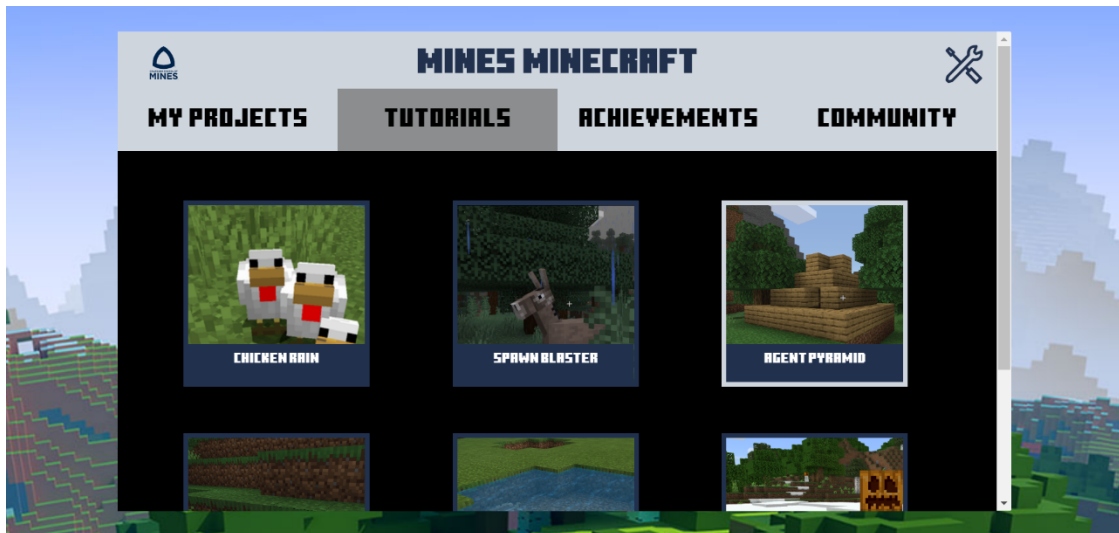 MINES MINECRAFT
MINES
MY PROJECTS
TUTORIALS
ACHIEVEMENTS
COMMUNITY
CHICKEN RAIN
SPAWN BLASTER
AGENT PYRAMID